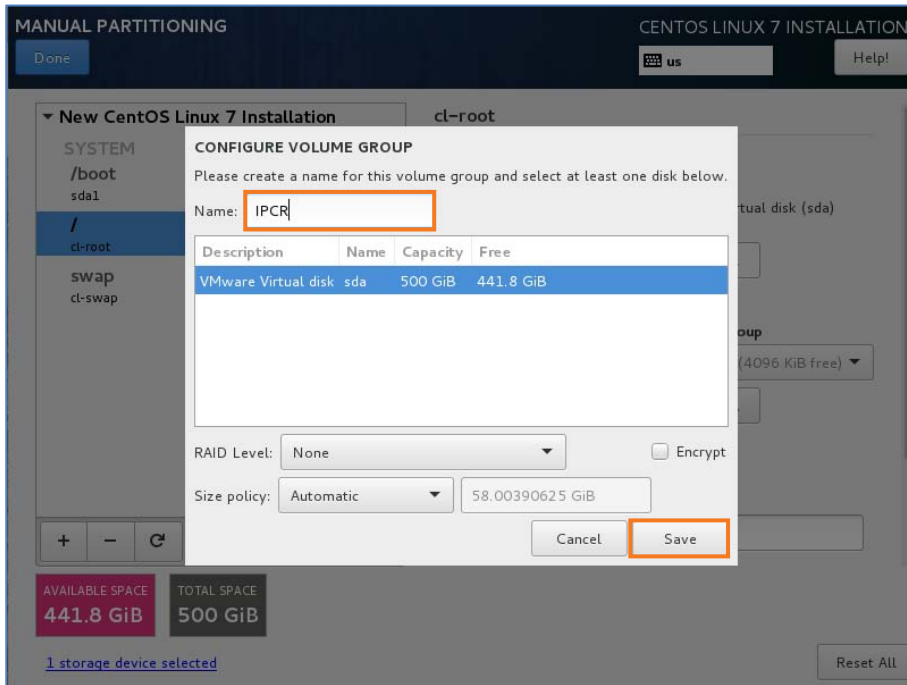 MANUAL PARTITIONING
CENTOS LINUX 7 INSTALLATION
Done
us
Help!
New CentOS Linux 7 Installation
cl-root
SYSTEM
/boot
sda1
/
cl-root
swap
cl-swap
CONFIGURE VOLUME GROUP
Please create a name for this volume group and select at least one disk below.
Name: IPCR
Description Name Capacity Free
VMware Virtual disk sda 500 GiB 441.8 GiB
RAID Level: None
Encrypt
Size policy: Automatic 58.00390625 GiB
Cancel Save
tual disk (sda)
oup
(4096 KiB free)
+ -
AVAILABLE SPACE
441.8 GiB
TOTAL SPACE
500 GiB
1 storage device selected
Reset All